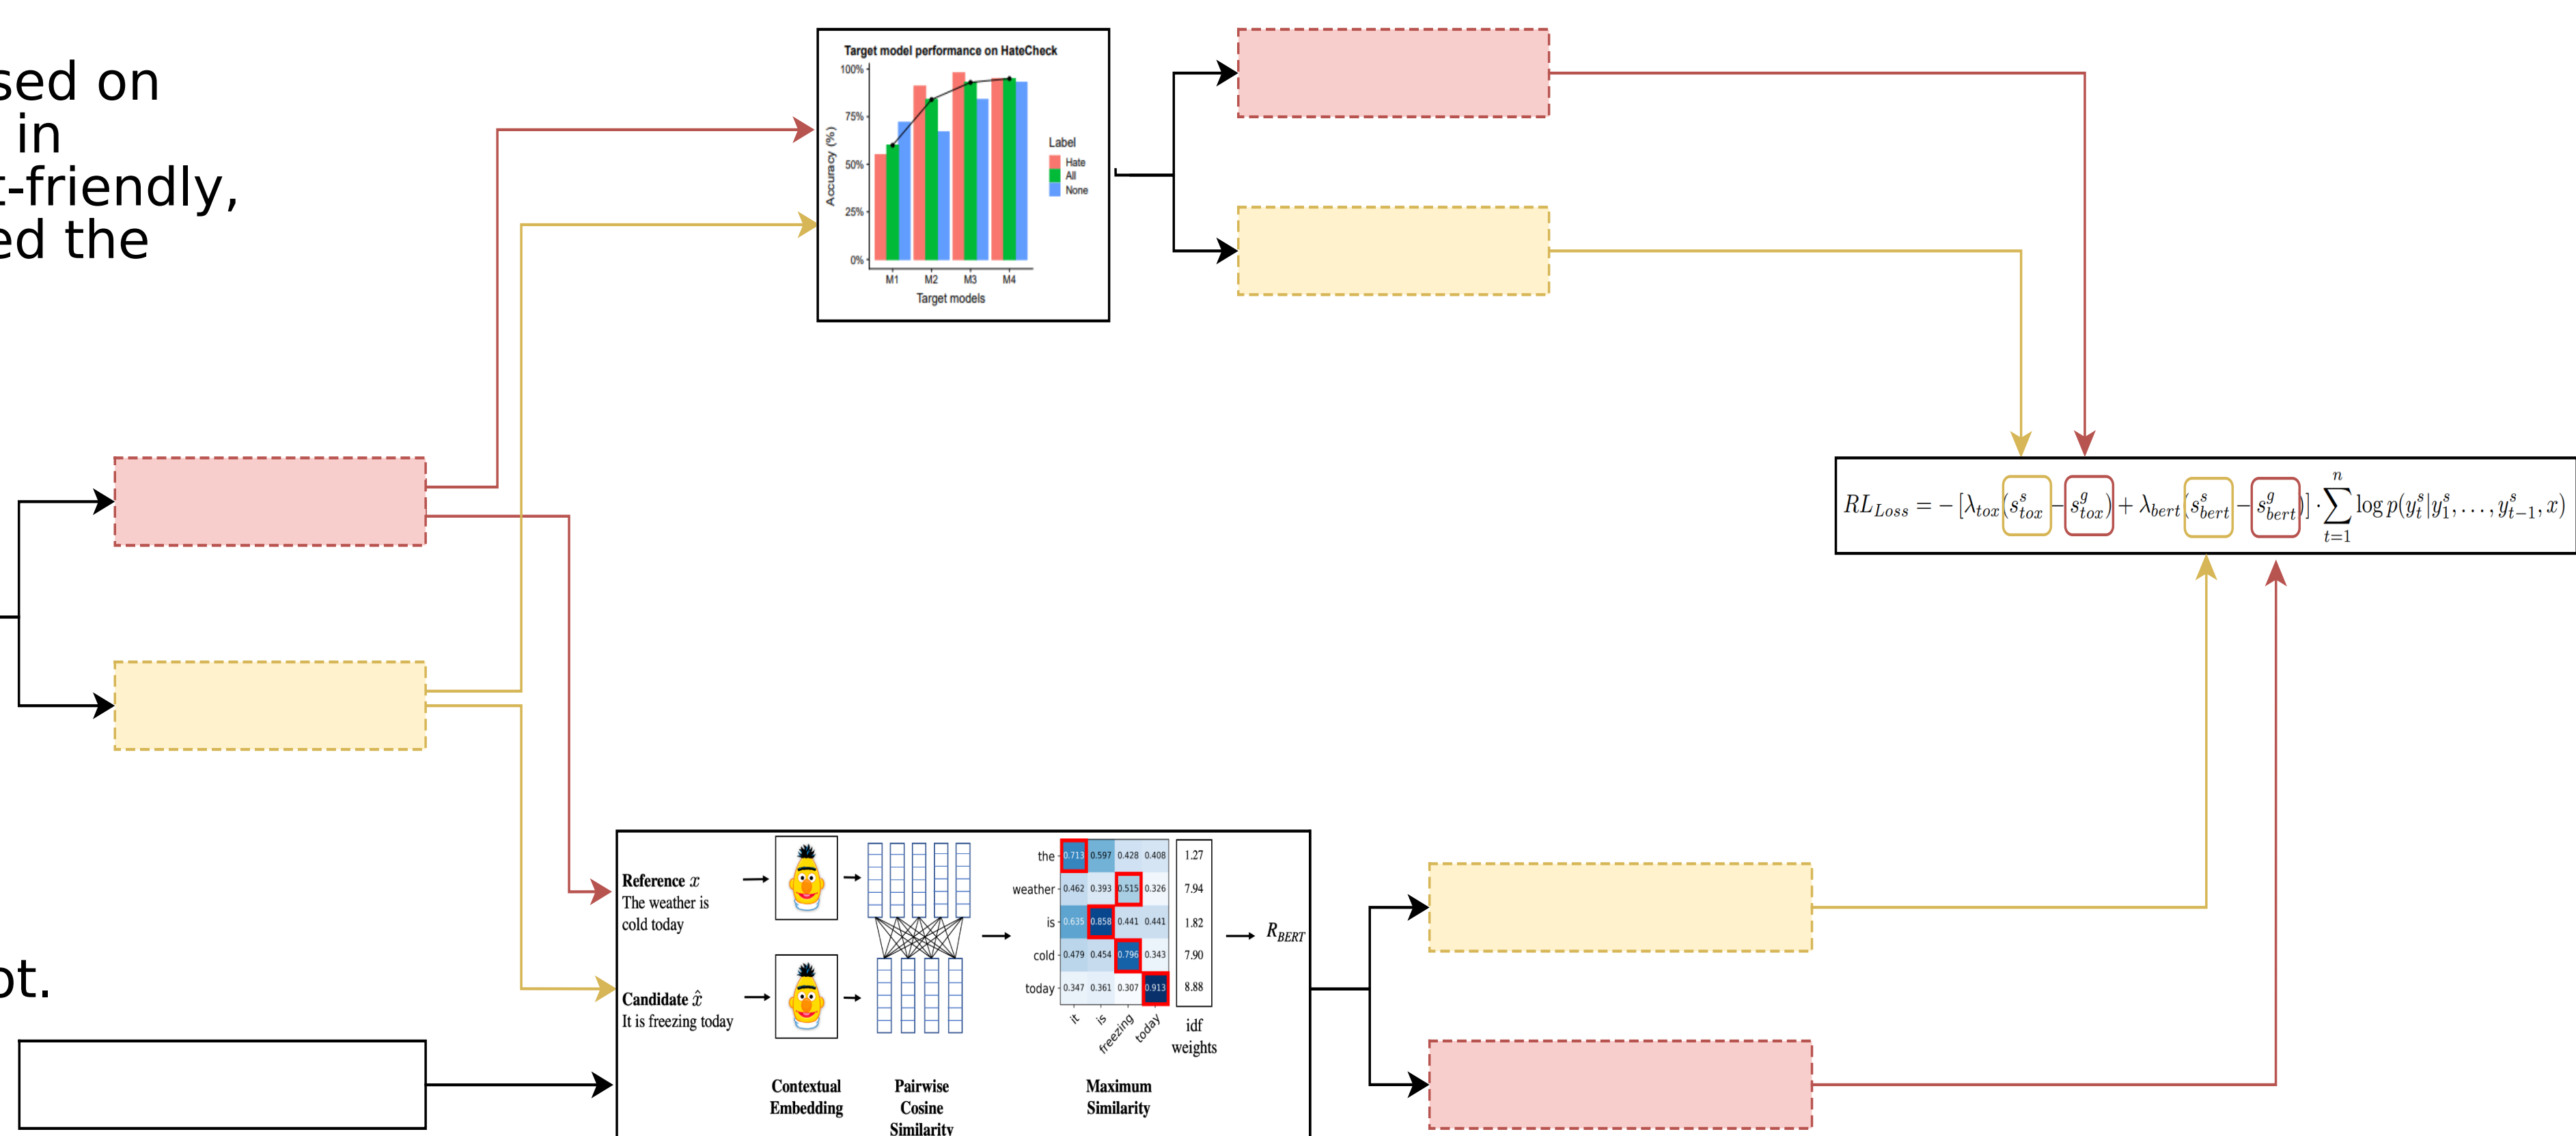 sed on
in
t-friendly,
ed the
ot.
Target model performance on HateCheck
100%
75%
50%
25%
0%
Accuracy (%)
M1 M2 M3 M4
Target models
Label
Hate
All
None
RL_{Loss} = -[λ_{tox}(s^s_{tox} - s^g_{tox}) + λ_{bert}(s^s_{bert} - s^g_{bert})] · \sum_{t=1}^{n} log p(y^s_t|y^s_1, ..., y^s_{t-1}, x)
Reference x
The weather is
cold today
Candidate x̂
It is freezing today
Contextual
Embedding
Pairwise
Cosine
Similarity
the 0.713 0.597 0.428 0.408 1.27
weather 0.462 0.393 0.515 0.326 7.94
is 0.635 0.858 0.441 0.441 1.82
cold 0.479 0.454 0.796 0.343 7.90
today 0.347 0.361 0.307 0.913 8.88
it is freezing today
idf
weights
Maximum
Similarity
R_{BERT}